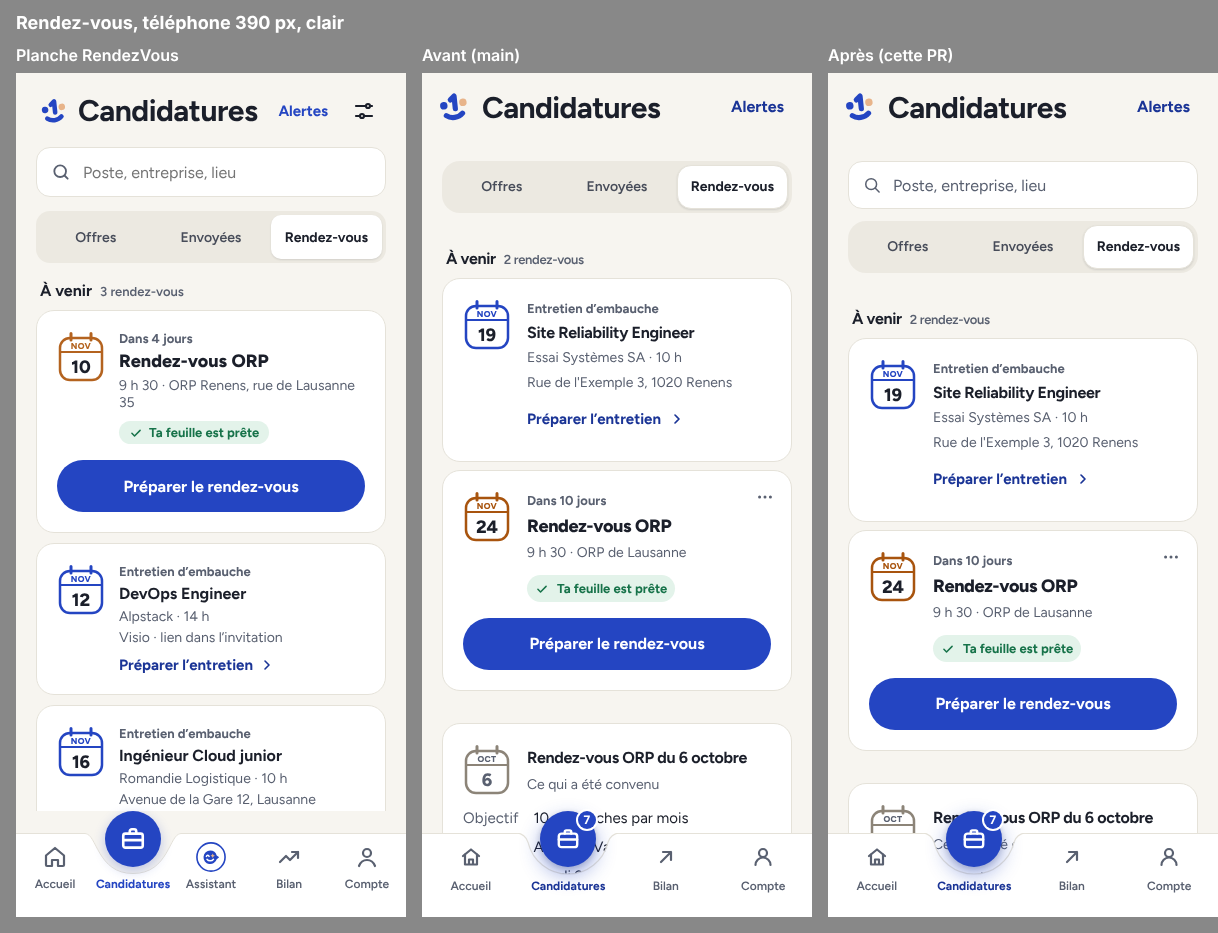 Rendez-vous, téléphone 390 px, clair
Planche RendezVous
Candidatures
Alertes
Poste, entreprise, lieu
Offres
Envoyées
Rendez-vous
À venir 3 rendez-vous
NOV
10
Dans 4 jours
Rendez-vous ORP
9 h 30 · ORP Renens, rue de Lausanne
35
Ta feuille est prête
Préparer le rendez-vous
NOV
12
Entretien d’embauche
DevOps Engineer
Alpstack · 14 h
Visio · lien dans l’invitation
Préparer l’entretien
NOV
16
Entretien d’embauche
Ingénieur Cloud junior
Romandie Logistique · 10 h
Avenue de la Gare 12, Lausanne
Accueil
Candidatures
Assistant
Bilan
Compte
Avant (main)
Candidatures
Alertes
Offres
Envoyées
Rendez-vous
À venir 2 rendez-vous
NOV
19
Entretien d’embauche
Site Reliability Engineer
Essai Systèmes SA · 10 h
Rue de l'Exemple 3, 1020 Renens
Préparer l’entretien
NOV
24
Dans 10 jours
Rendez-vous ORP
9 h 30 · ORP de Lausanne
Ta feuille est prête
Préparer le rendez-vous
OCT
6
Rendez-vous ORP du 6 octobre
Ce qui a été convenu
Objectif
par mois
7
Accueil
Candidatures
Bilan
Compte
Après (cette PR)
Candidatures
Alertes
Poste, entreprise, lieu
Offres
Envoyées
Rendez-vous
À venir 2 rendez-vous
NOV
19
Entretien d’embauche
Site Reliability Engineer
Essai Systèmes SA · 10 h
Rue de l'Exemple 3, 1020 Renens
Préparer l’entretien
NOV
24
Dans 10 jours
Rendez-vous ORP
9 h 30 · ORP de Lausanne
Ta feuille est prête
Préparer le rendez-vous
OCT
ORP du 6 octobre
7
Accueil
Candidatures
Bilan
Compte